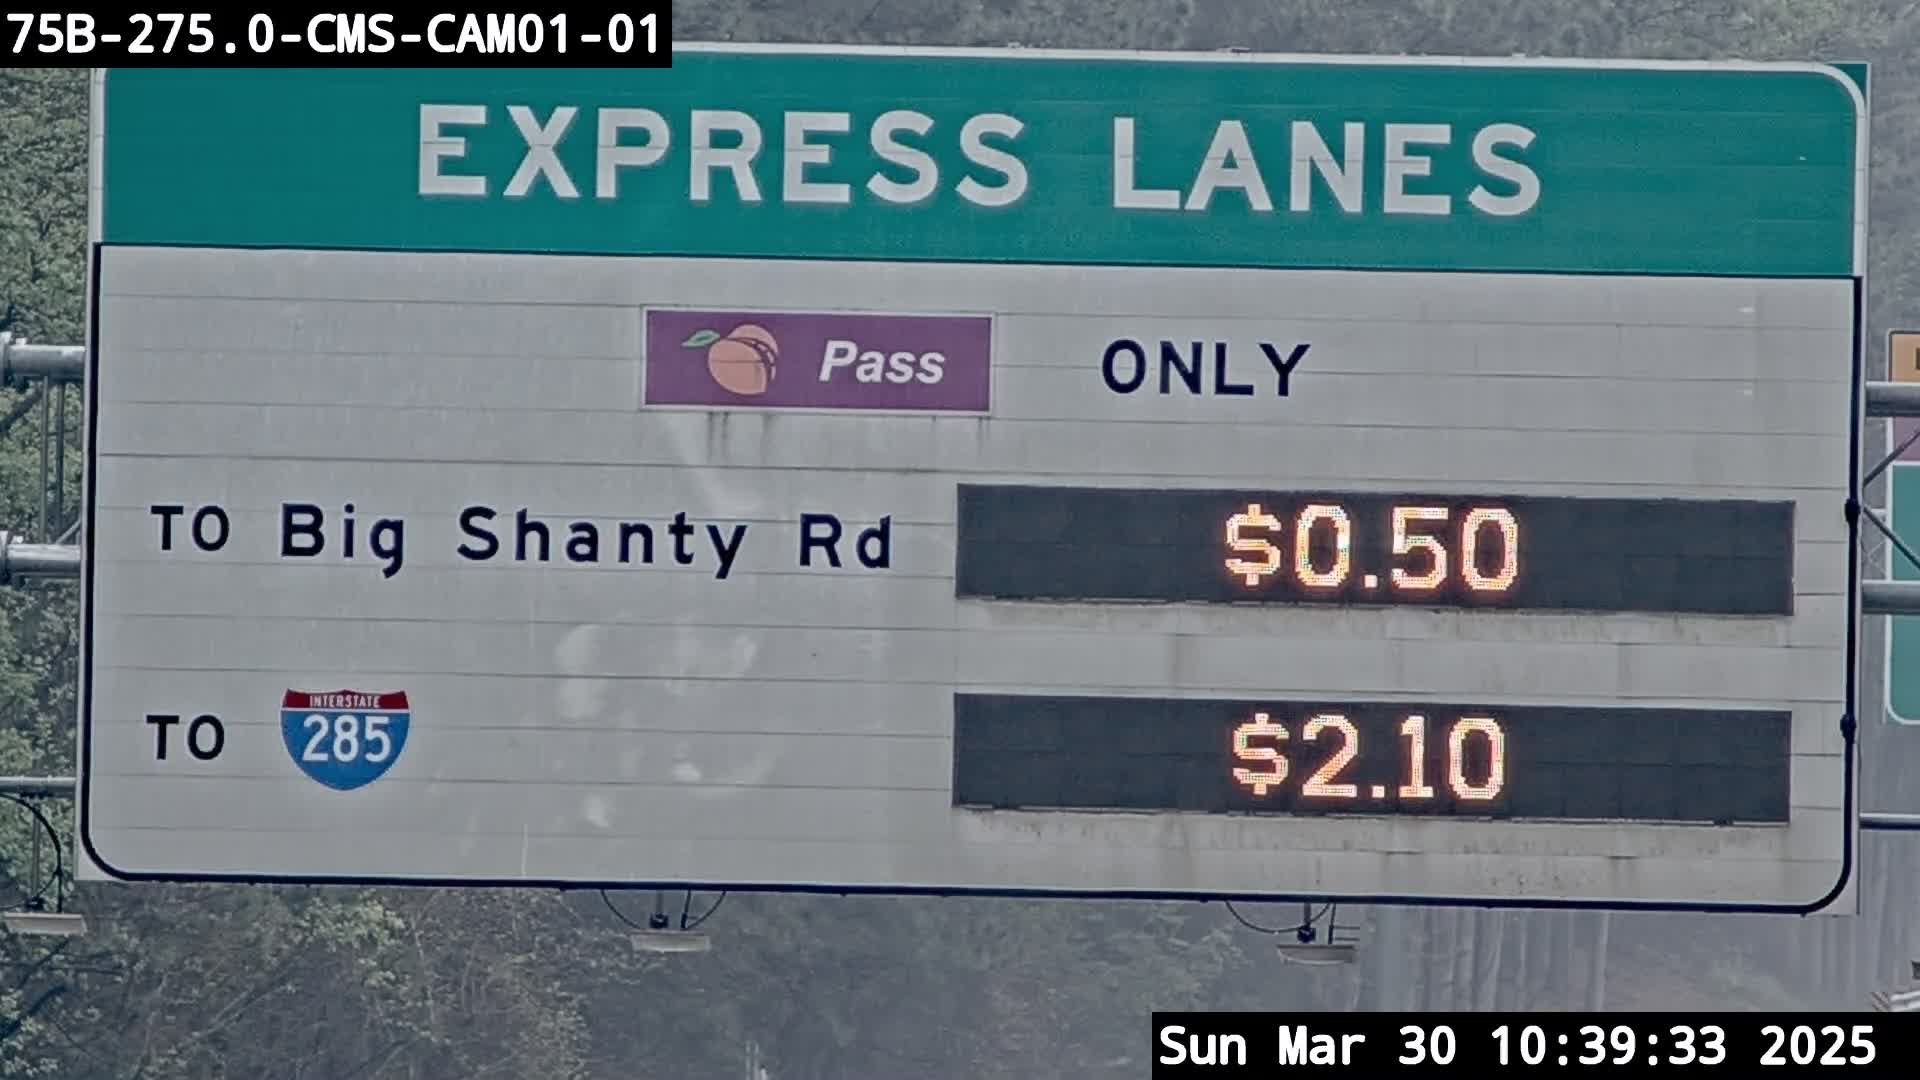 75B-275.0-CMS-CAM01-01
EXPRESS LANES
Pass ONLY
TO Big Shanty Rd $0.50
INTERSTATE
TO 285 $2.10
Sun Mar 30 10:39:33 2025